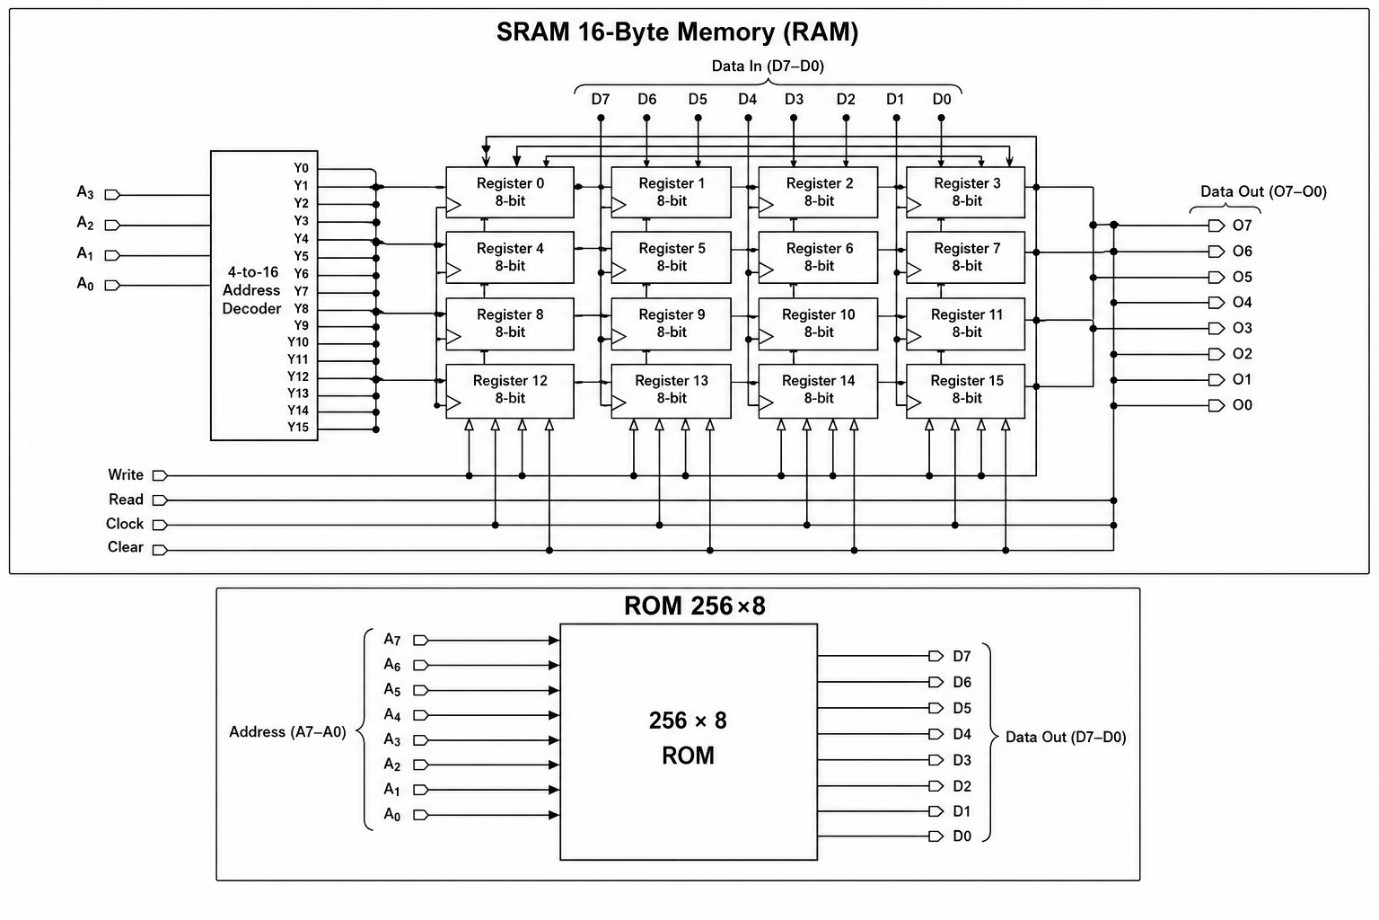 SRAM 16-Byte Memory (RAM)
Data In (D7–D0)
D7 D6 D5 D4 D3 D2 D1 D0
A3
A2
A1
A0
4-to-16
Address
Decoder
Y0
Y1
Y2
Y3
Y4
Y5
Y6
Y7
Y8
Y9
Y10
Y11
Y12
Y13
Y14
Y15
Register 0
8-bit
Register 1
8-bit
Register 2
8-bit
Register 3
8-bit
Register 4
8-bit
Register 5
8-bit
Register 6
8-bit
Register 7
8-bit
Register 8
8-bit
Register 9
8-bit
Register 10
8-bit
Register 11
8-bit
Register 12
8-bit
Register 13
8-bit
Register 14
8-bit
Register 15
8-bit
Data Out (O7–O0)
O7
O6
O5
O4
O3
O2
O1
O0
Write
Read
Clock
Clear
ROM 256×8
Address (A7–A0)
A7
A6
A5
A4
A3
A2
A1
A0
256 × 8
ROM
D7
D6
D5
D4
D3
D2
D1
D0
Data Out (D7–D0)